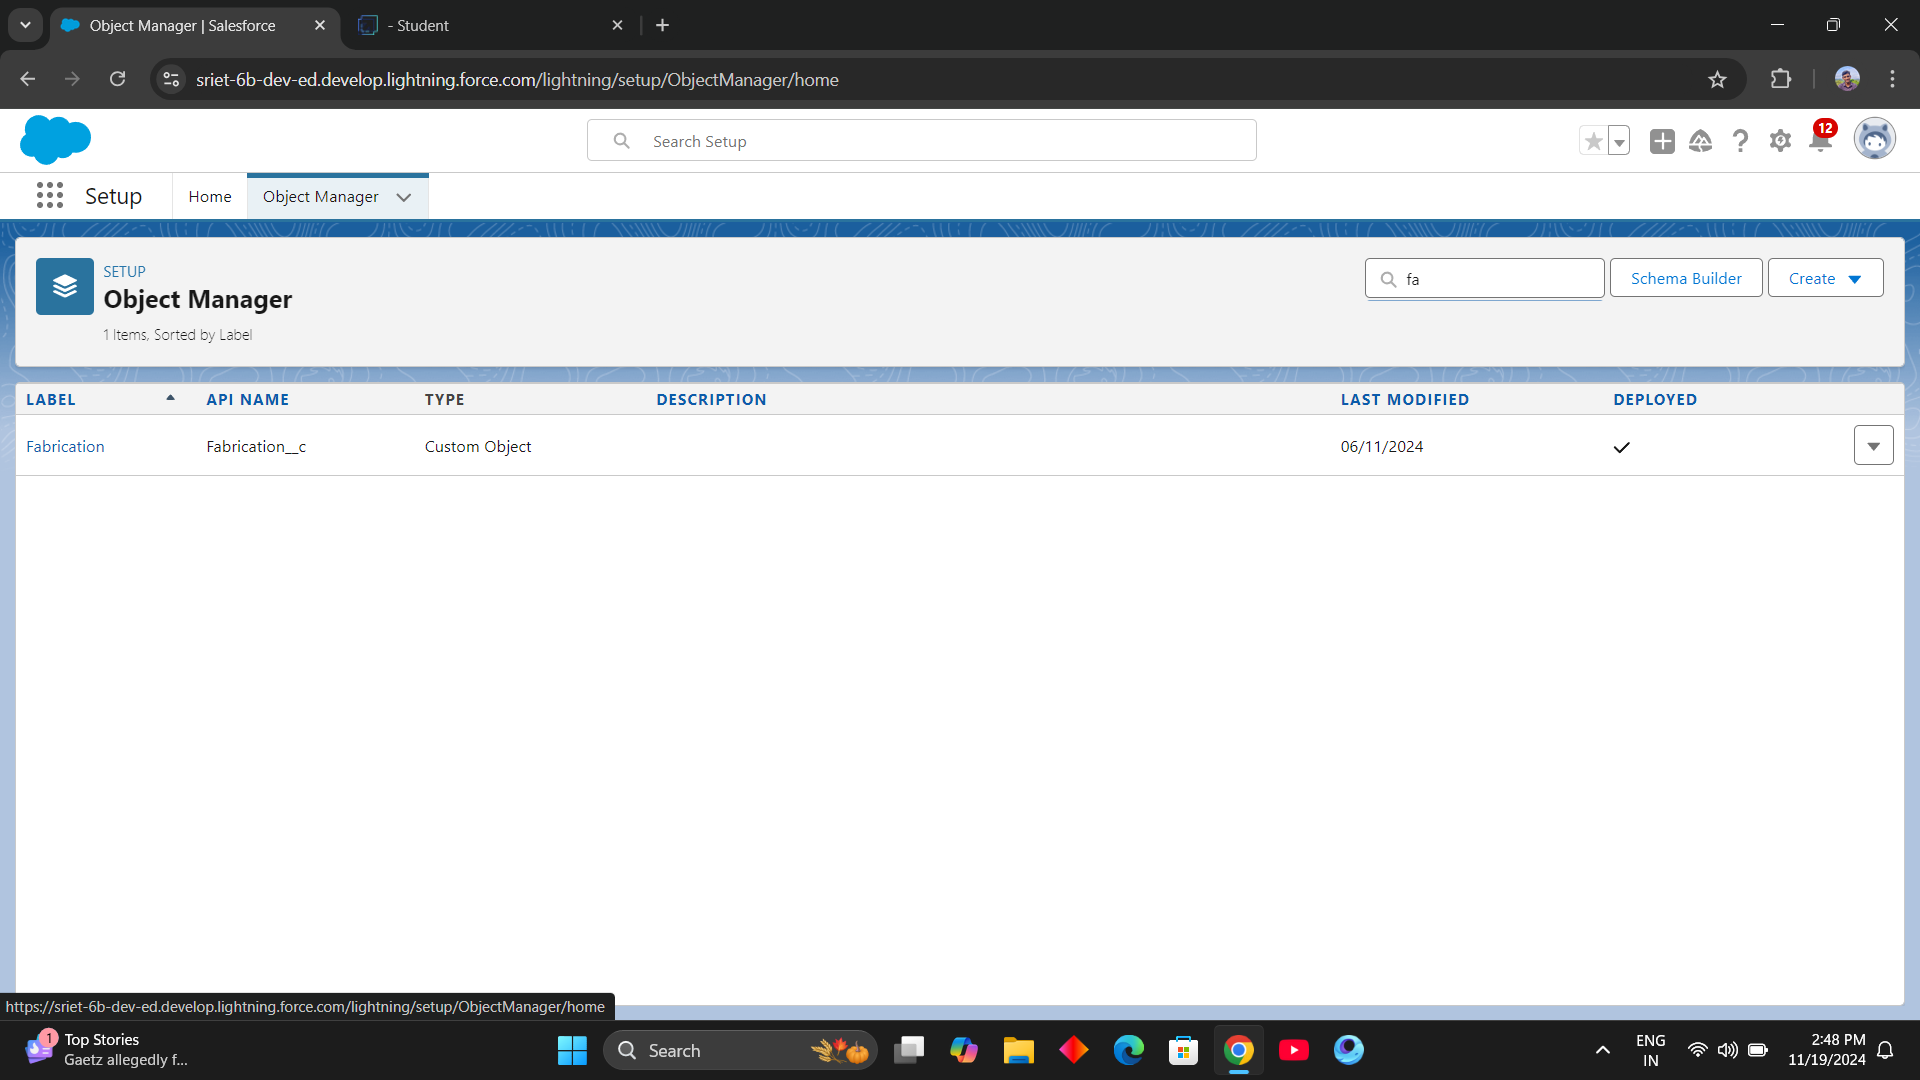 Object Manager | Salesforce
- Student
sriet-6b-dev-ed.develop.lightning.force.com/lightning/setup/ObjectManager/home
Search Setup
12
Setup
Home
Object Manager
SETUP
Object Manager
1 Items, Sorted by Label
fa
Schema Builder
Create
LABEL API NAME TYPE DESCRIPTION LAST MODIFIED DEPLOYED
Fabrication Fabrication__c Custom Object 06/11/2024
https://sriet-6b-dev-ed.develop.lightning.force.com/lightning/setup/ObjectManager/home
1
Top Stories
Gaetz allegedly f...
Search
ENG
IN
2:48 PM
11/19/2024